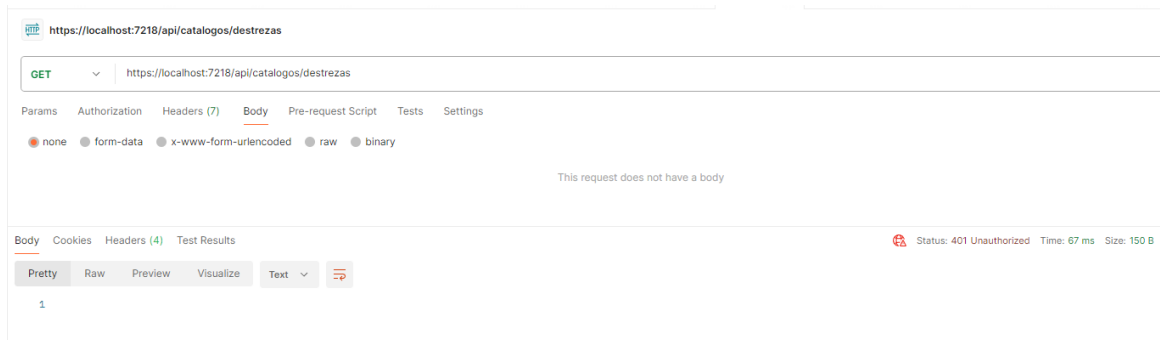 HTTP https://localhost:7218/api/catalogos/destrezas
GET https://localhost:7218/api/catalogos/destrezas
Params Authorization Headers (7) Body Pre-request Script Tests Settings
none form-data x-www-form-urlencoded raw binary
This request does not have a body
Body Cookies Headers (4) Test Results Status: 401 Unauthorized Time: 67 ms Size: 150 B
Pretty Raw Preview Visualize Text
1